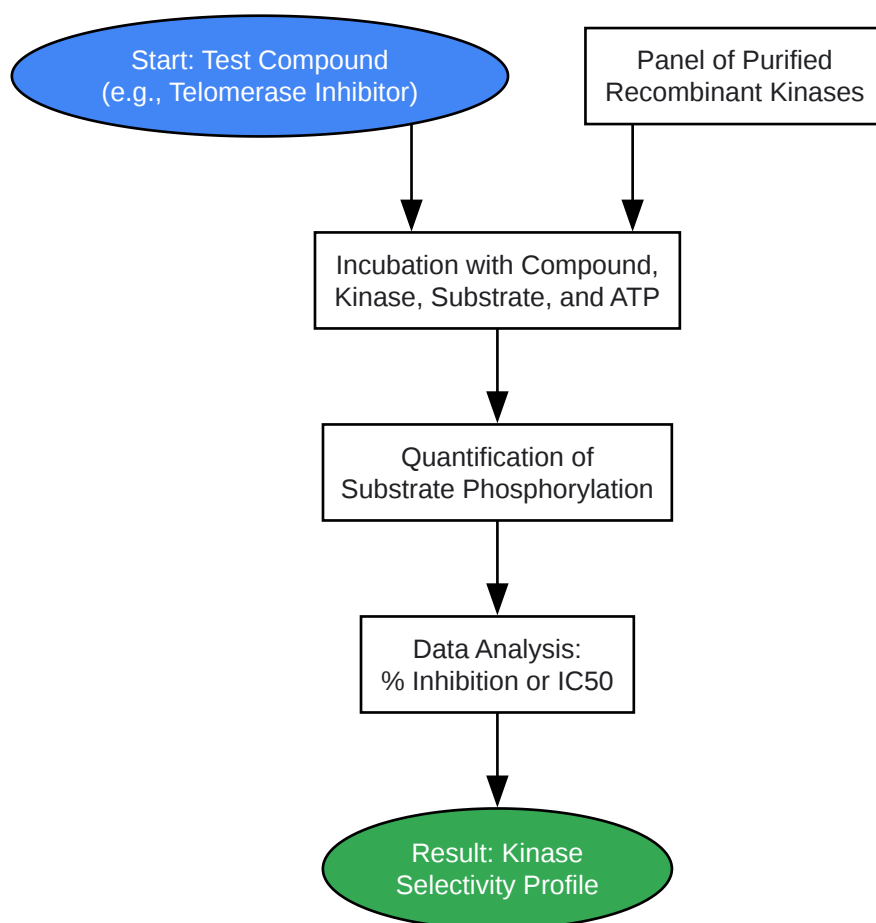 Start: Test Compound
(e.g., Telomerase Inhibitor)
Panel of Purified
Recombinant Kinases
Incubation with Compound,
Kinase, Substrate, and ATP
Quantification of
Substrate Phosphorylation
Data Analysis:
% Inhibition or IC50
Result: Kinase
Selectivity Profile